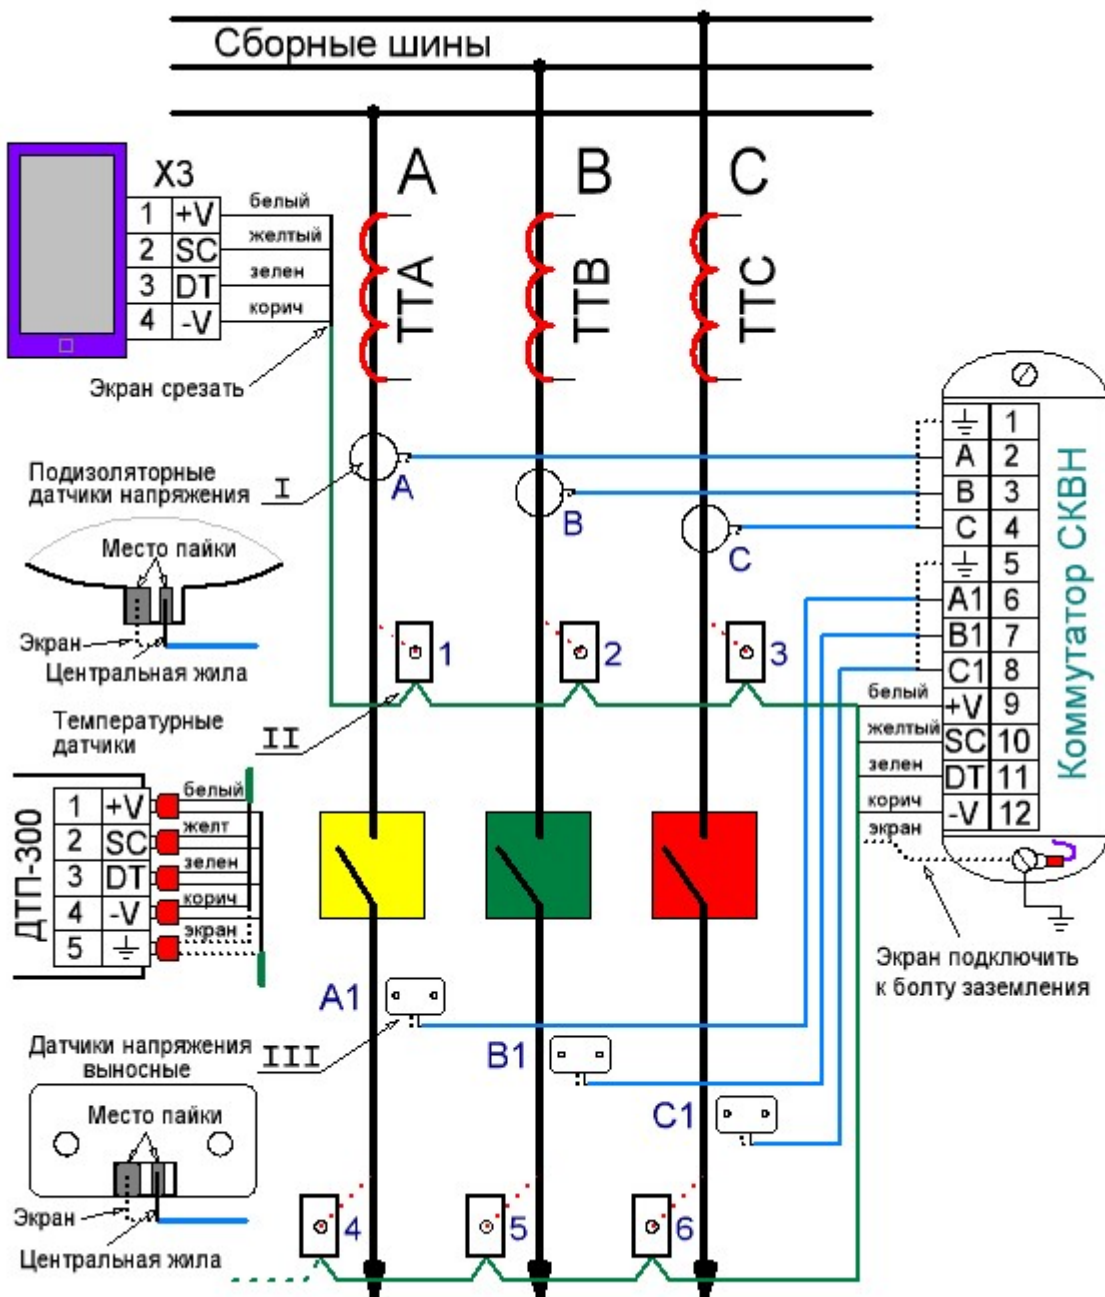 Сборные шины
A
B
C
X3
1 +V белый
2 SC желтый
3 DT зелен
4 -V корич
TTA
TTB
TTC
Экран срезать
Подизоляторные
датчики напряжения
I
A
B
C
Место пайки
Экран
Центральная жила
1
2
3
Температурные
датчики
II
ДТП-300
1 +V белый
2 SC желт
3 DT зелен
4 -V корич
5 экран
Коммутатор СКВН
1
A 2
B 3
C 4
5
A1 6
B1 7
C1 8
белый +V 9
желтый SC 10
зелен DT 11
корич -V 12
экран
Экран подключить
к болту заземления
A1
B1
C1
Датчики напряжения
выносные
III
Место пайки
Экран
Центральная жила
4
5
6